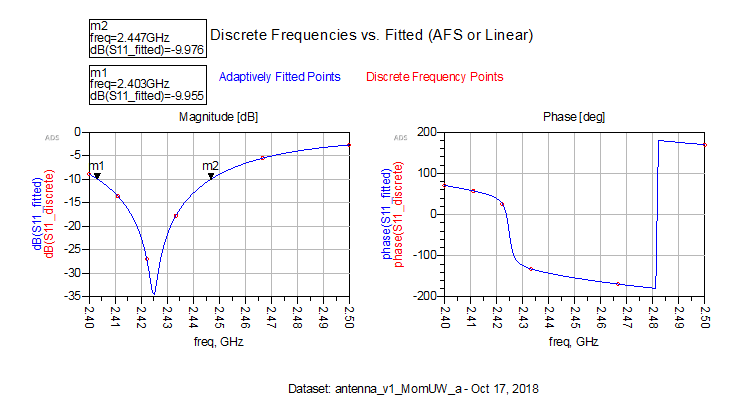 m2
freq=2.447GHz
dB(S11_fitted)=-9.976
Discrete Frequencies vs. Fitted (AFS or Linear)
m1
freq=2.403GHz
dB(S11_fitted)=-9.955
Adaptively Fitted Points
Discrete Frequency Points
Magnitude [dB]
ADS
0
-5
-10
-15
-20
-25
-30
-35
m1
m2
dB(S11_fitted)
dB(S11_discrete)
2.40
2.41
2.42
2.43
2.44
2.45
2.46
2.47
2.48
2.49
2.50
freq, GHz
Phase [deg]
ADS
200
100
0
-100
-200
phase(S11_fitted)
phase(S11_discrete)
2.40
2.41
2.42
2.43
2.44
2.45
2.46
2.47
2.48
2.49
2.50
freq, GHz
Dataset: antenna_v1_MomUW_a - Oct 17, 2018